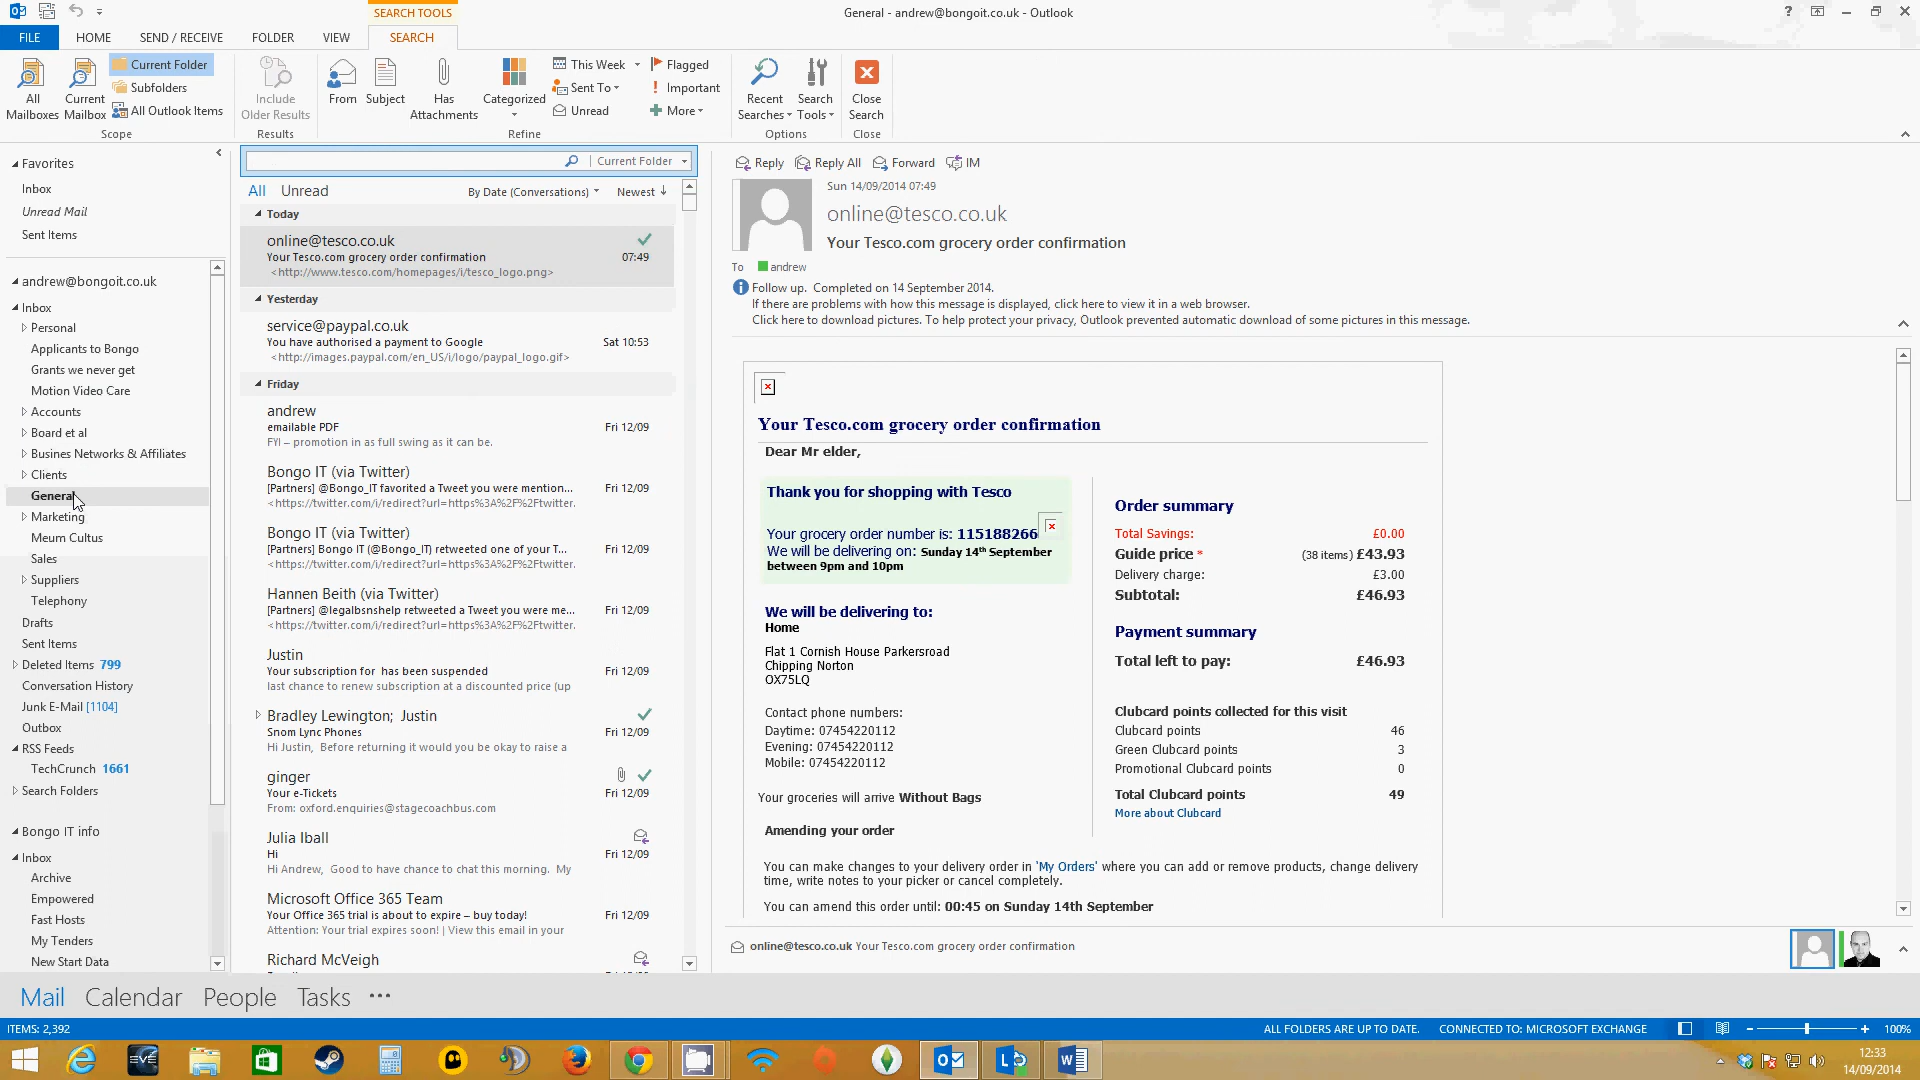 SEARCH TOOLS
General - andrew@bongoit.co.uk - Outlook
FILE HOME SEND / RECEIVE FOLDER VIEW SEARCH
All Mailboxes
Current Mailbox
Current Folder
Subfolders
All Outlook Items
Scope
Include Older Results
Results
From
Subject
Has Attachments
Categorized
This Week
Sent To
Unread
Flagged
Important
More
Refine
Recent Searches
Search Tools
Options
Close Search
Close
Favorites
Inbox
Unread Mail
Sent Items
andrew@bongoit.co.uk
Inbox
Personal
Applicants to Bongo
Grants we never get
Motion Video Care
Accounts
Board et al
Busines Networks & Affiliates
Clients
General
Marketing
Meum Cultus
Sales
Suppliers
Telephony
Drafts
Sent Items
Deleted Items 799
Conversation History
Junk E-Mail [1104]
Outbox
RSS Feeds
TechCrunch 1661
Search Folders
Bongo IT info
Inbox
Archive
Empowered
Fast Hosts
My Tenders
New Start Data
Current Folder
All Unread By Date (Conversations) Newest
Today
online@tesco.co.uk
Your Tesco.com grocery order confirmation 07:49
<http://www.tesco.com/homepages/i/tesco_logo.png>
Yesterday
service@paypal.co.uk
You have authorised a payment to Google Sat 10:53
<http://images.paypal.com/en_US/i/logo/paypal_logo.gif>
Friday
andrew
emailable PDF Fri 12/09
FYI – promotion in as full swing as it can be.
Bongo IT (via Twitter)
[Partners] @Bongo_IT favorited a Tweet you were mention... Fri 12/09
<https://twitter.com/i/redirect?url=https%3A%2F%2Ftwitter.
Bongo IT (via Twitter)
[Partners] Bongo IT (@Bongo_IT) retweeted one of your T... Fri 12/09
<https://twitter.com/i/redirect?url=https%3A%2F%2Ftwitter.
Hannen Beith (via Twitter)
[Partners] @legalbsnshelp retweeted a Tweet you were me... Fri 12/09
<https://twitter.com/i/redirect?url=https%3A%2F%2Ftwitter.
Justin
Your subscription for has been suspended Fri 12/09
last chance to renew subscription at a discounted price (up
Bradley Lewington; Justin
Snom Lync Phones Fri 12/09
Hi Justin, Before returning it would you be okay to raise a
ginger
Your e-Tickets Fri 12/09
From: oxford.enquiries@stagecoachbus.com
Julia Iball
Hi Fri 12/09
Hi Andrew, Good to have chance to chat this morning. My
Microsoft Office 365 Team
Your Office 365 trial is about to expire – buy today! Fri 12/09
Attention: Your trial expires soon! | View this email in your
Richard McVeigh
Reply Reply All Forward IM
Sun 14/09/2014 07:49
online@tesco.co.uk
Your Tesco.com grocery order confirmation
To andrew
Follow up. Completed on 14 September 2014.
If there are problems with how this message is displayed, click here to view it in a web browser.
Click here to download pictures. To help protect your privacy, Outlook prevented automatic download of some pictures in this message.
Your Tesco.com grocery order confirmation
Dear Mr elder,
Thank you for shopping with Tesco
Your grocery order number is: 115188266
We will be delivering on: Sunday 14th September
between 9pm and 10pm
We will be delivering to:
Home
Flat 1 Cornish House Parkersroad
Chipping Norton
OX75LQ
Contact phone numbers:
Daytime: 07454220112
Evening: 07454220112
Mobile: 07454220112
Your groceries will arrive Without Bags
Order summary
Total Savings: £0.00
Guide price * (38 items) £43.93
Delivery charge: £3.00
Subtotal: £46.93
Payment summary
Total left to pay: £46.93
Clubcard points collected for this visit
Clubcard points 46
Green Clubcard points 3
Promotional Clubcard points 0
Total Clubcard points 49
More about Clubcard
Amending your order
You can make changes to your delivery order in 'My Orders' where you can add or remove products, change delivery
time, write notes to your picker or cancel completely.
You can amend this order until: 00:45 on Sunday 14th September
online@tesco.co.uk Your Tesco.com grocery order confirmation
Mail Calendar People Tasks •••
ITEMS: 2,392
ALL FOLDERS ARE UP TO DATE. CONNECTED TO: MICROSOFT EXCHANGE 100%
EVE
12:33
14/09/2014